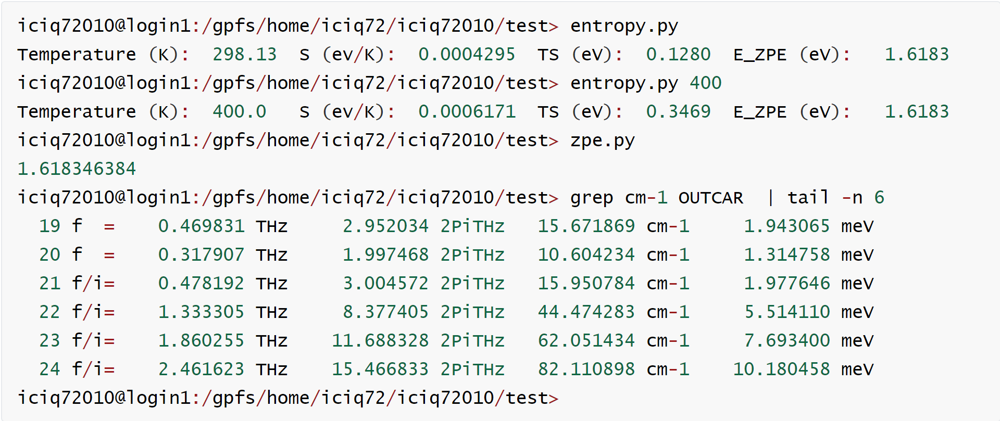 iciq72010@login1:/gpfs/home/iciq72/iciq72010/test> entropy.py
Temperature (K):  298.13  S (ev/K):  0.0004295  TS (eV):  0.1280  E_ZPE (eV):   1.6183
iciq72010@login1:/gpfs/home/iciq72/iciq72010/test> entropy.py 400
Temperature (K):  400.0   S (ev/K):  0.0006171  TS (eV):  0.3469  E_ZPE (eV):   1.6183
iciq72010@login1:/gpfs/home/iciq72/iciq72010/test> zpe.py
1.618346384
iciq72010@login1:/gpfs/home/iciq72/iciq72010/test> grep cm-1 OUTCAR  | tail -n 6
  19 f  =    0.469831 THz     2.952034 2PiTHz   15.671869 cm-1     1.943065 meV
  20 f  =    0.317907 THz     1.997468 2PiTHz   10.604234 cm-1     1.314758 meV
  21 f/i=    0.478192 THz     3.004572 2PiTHz   15.950784 cm-1     1.977646 meV
  22 f/i=    1.333305 THz     8.377405 2PiTHz   44.474283 cm-1     5.514110 meV
  23 f/i=    1.860255 THz    11.688328 2PiTHz   62.051434 cm-1     7.693400 meV
  24 f/i=    2.461623 THz    15.466833 2PiTHz   82.110898 cm-1    10.180458 meV
iciq72010@login1:/gpfs/home/iciq72/iciq72010/test>